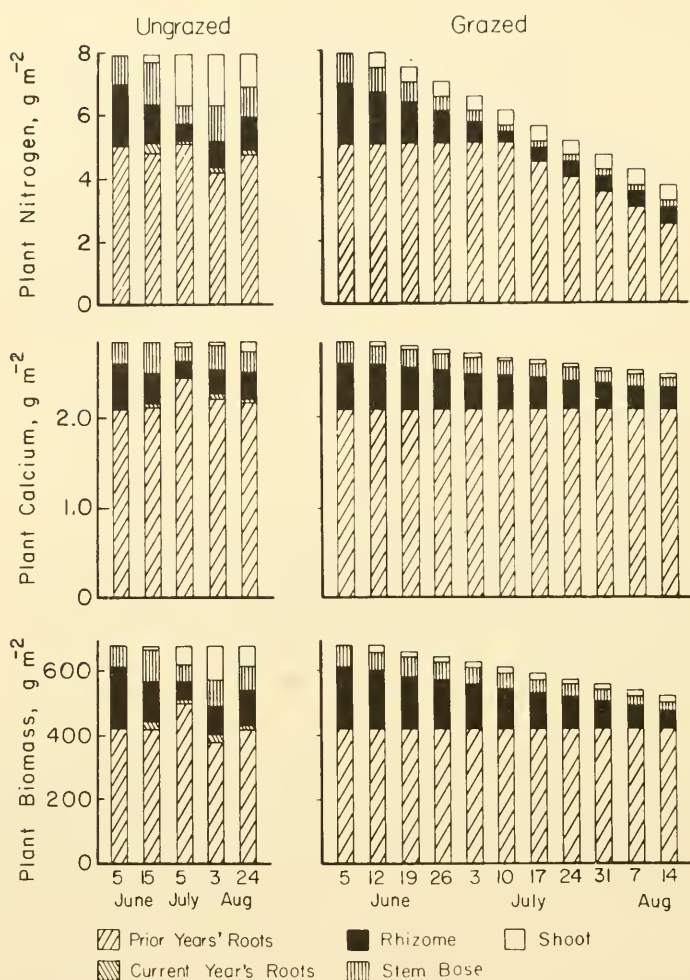 Ungrazed Grazed
Plant Nitrogen, g m-2
8
6
4
2
0
Plant Calcium, g m-2
2.0
1.0
0
Plant Biomass, g m-2
600
400
200
0
5 15 5 3 24
June July Aug
5 12 19 26 3 10 17 24 31 7 14
June July Aug
Prior Years' Roots Rhizome Shoot
Current Year's Roots Stem Base